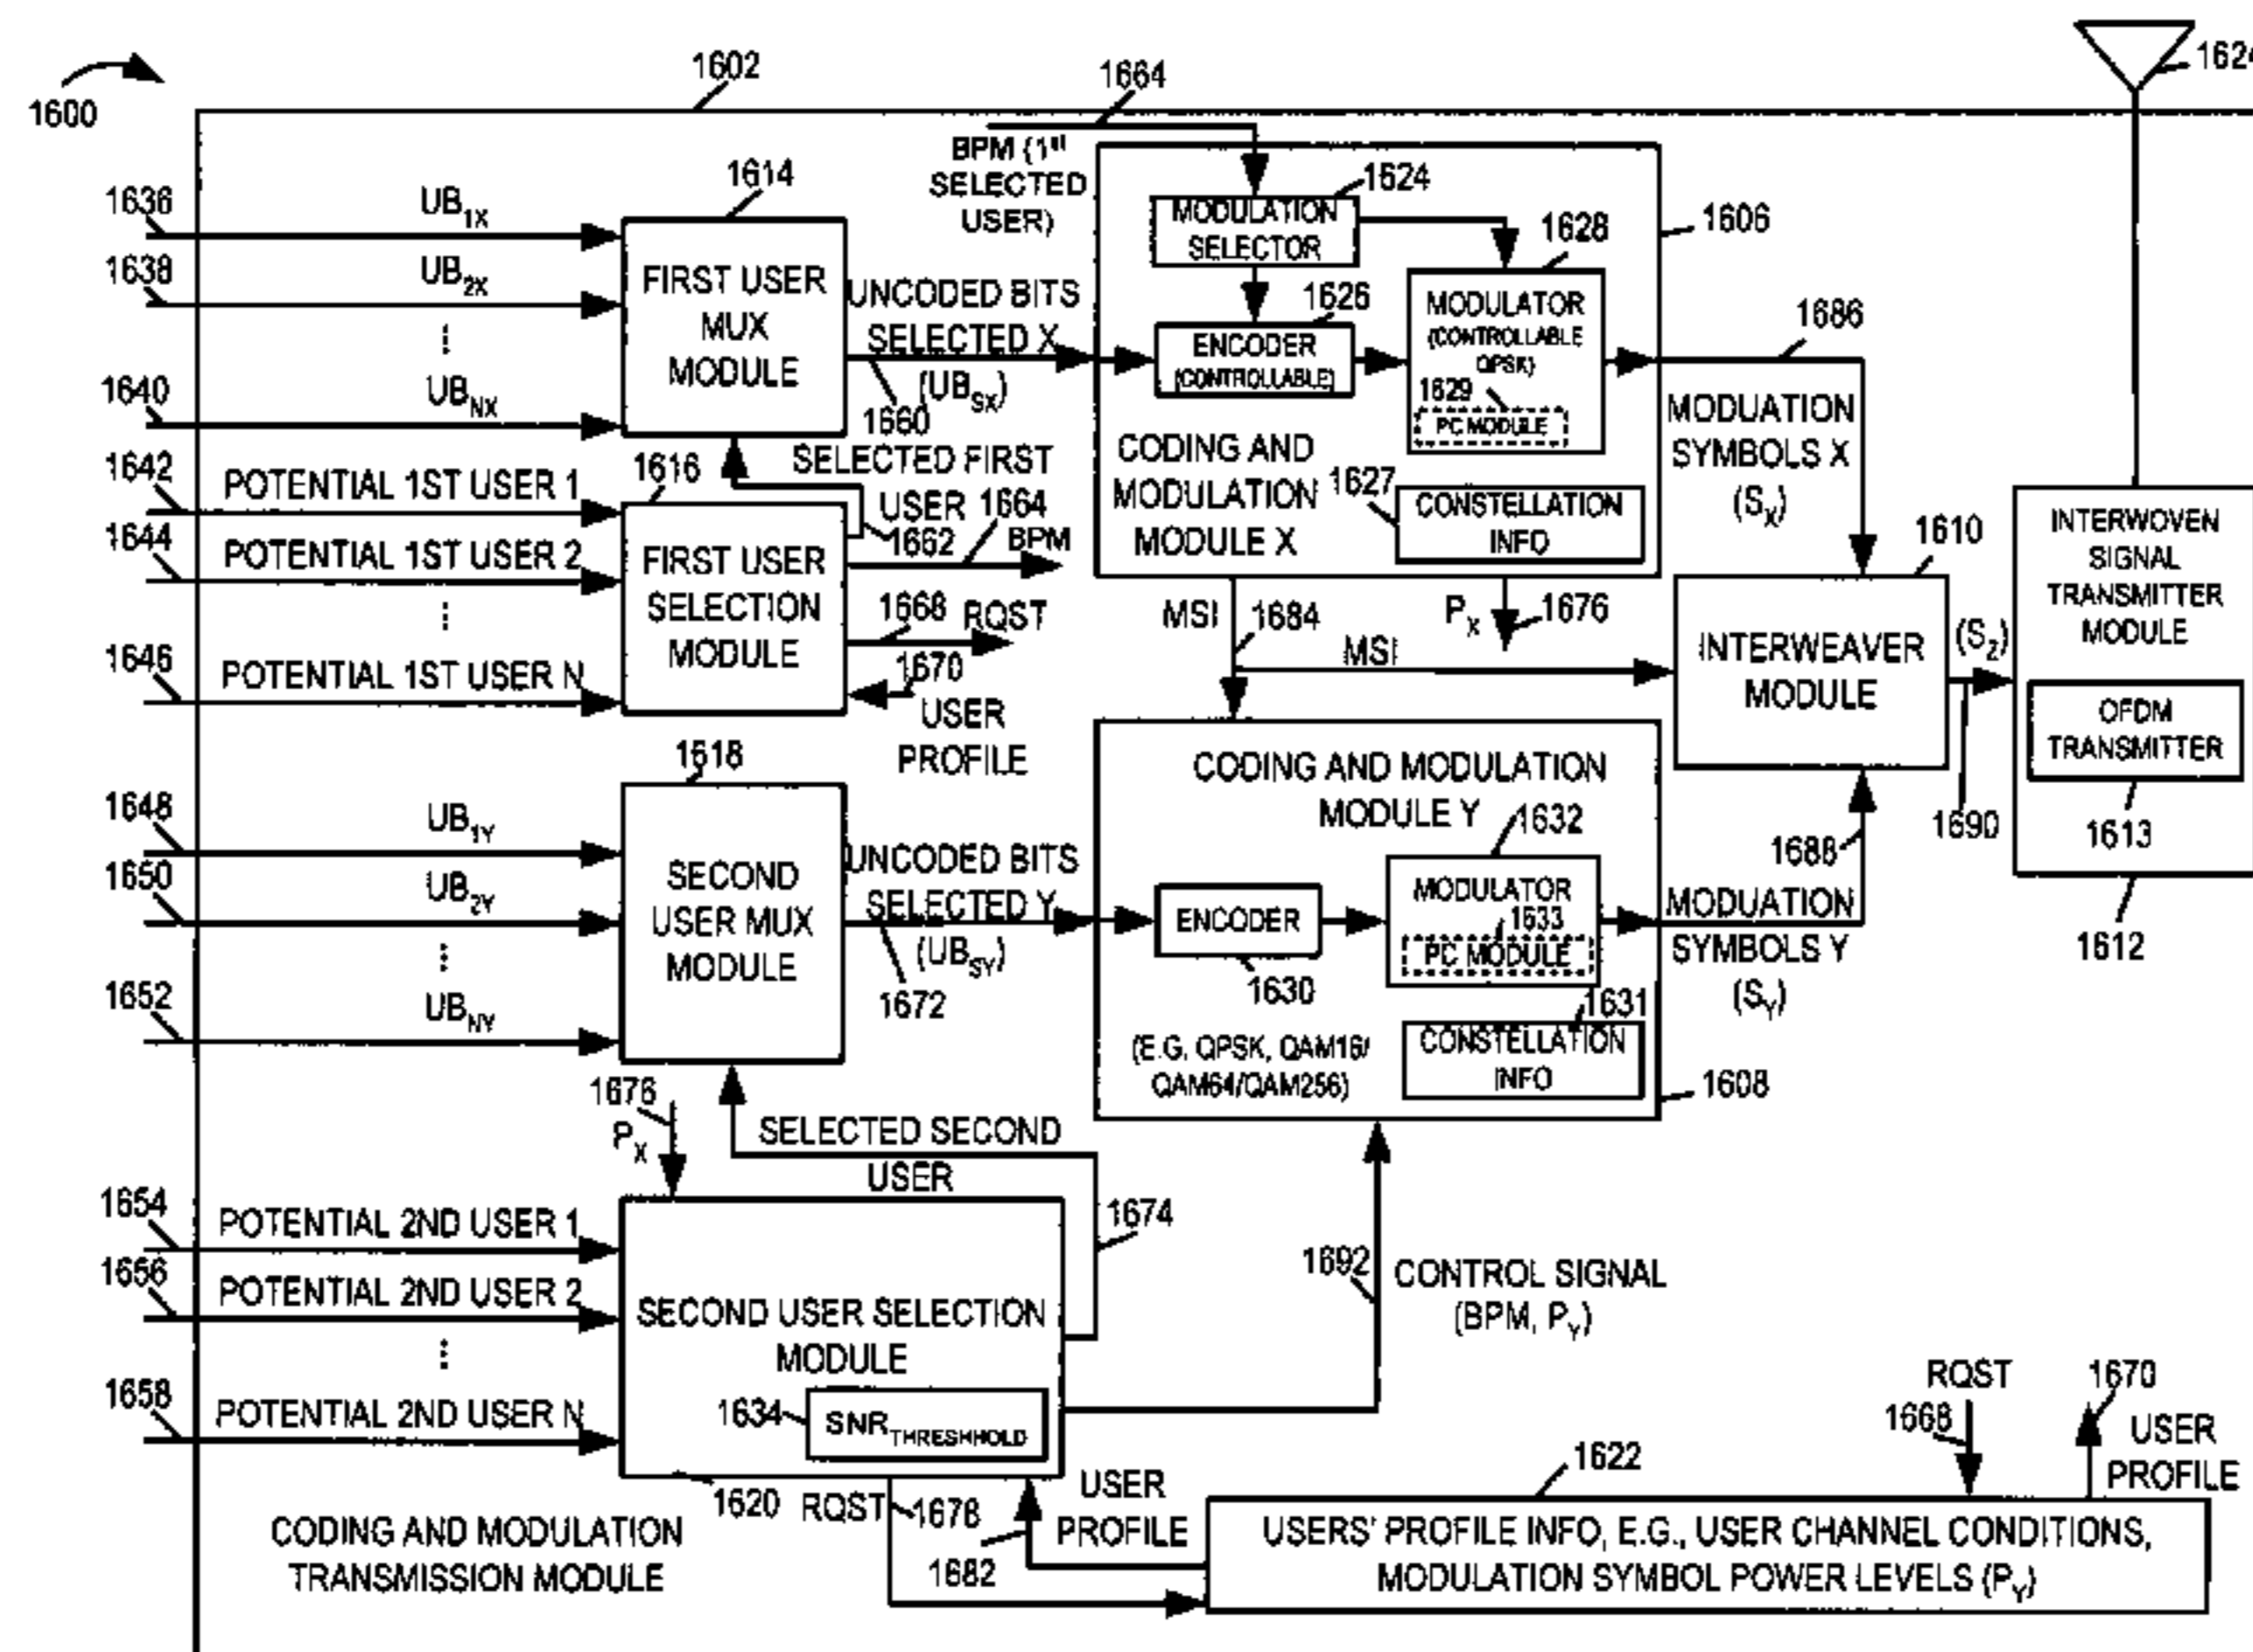 1600
1602
1664
1624
BPM (1st
SELECTED
USER)
1614
1636
UB1X
1638
UB2X
1640
UBNX
FIRST USER
MUX
MODULE
UNCODED BITS
SELECTED X
(UBSX)
1660
1624
MODULATION
SELECTOR
1606
1628
1626
ENCODER
(CONTROLLABLE)
MODULATOR
(CONTROLLABLE
QPSK)
1629
PC MODULE
CODING AND
MODULATION
MODULE X
1627
CONSTELLATION
INFO
1686
MODUATION
SYMBOLS X
(SX)
1642
POTENTIAL 1ST USER 1
1644
POTENTIAL 1ST USER 2
1646
POTENTIAL 1ST USER N
1616
FIRST USER
SELECTION
MODULE
SELECTED FIRST
USER
1662
1664
BPM
1668
RQST
1670
USER
PROFILE
MSI
1684
PX
1676
MSI
1610
INTERWEAVER
MODULE
(SZ)
1690
INTERWOVEN
SIGNAL
TRANSMITTER
MODULE
OFDM
TRANSMITTER
1613
1612
1618
1648
UB1Y
1650
UB2Y
1652
UBNY
SECOND
USER MUX
MODULE
UNCODED BITS
SELECTED Y
(UBSY)
1672
CODING AND MODULATION
MODULE Y
1632
ENCODER
1630
MODULATOR
1633
PC MODULE
1631
(E.G, QPSK, QAM16/
QAM64/QAM256)
CONSTELLATION
INFO
1608
1688
MODUATION
SYMBOLS Y
(SY)
1676
PX
SELECTED SECOND
USER
1674
1654
POTENTIAL 2ND USER 1
1656
POTENTIAL 2ND USER 2
1658
POTENTIAL 2ND USER N
SECOND USER SELECTION
MODULE
1634
SNRTHRESHHOLD
1620
1692
CONTROL SIGNAL
(BPM, PY)
RQST
1668
1670
USER
PROFILE
RQST
1678
USER
PROFILE
1682
1622
USERS' PROFILE INFO, E.G., USER CHANNEL CONDITIONS,
MODULATION SYMBOL POWER LEVELS (PY)
CODING AND MODULATION
TRANSMISSION MODULE